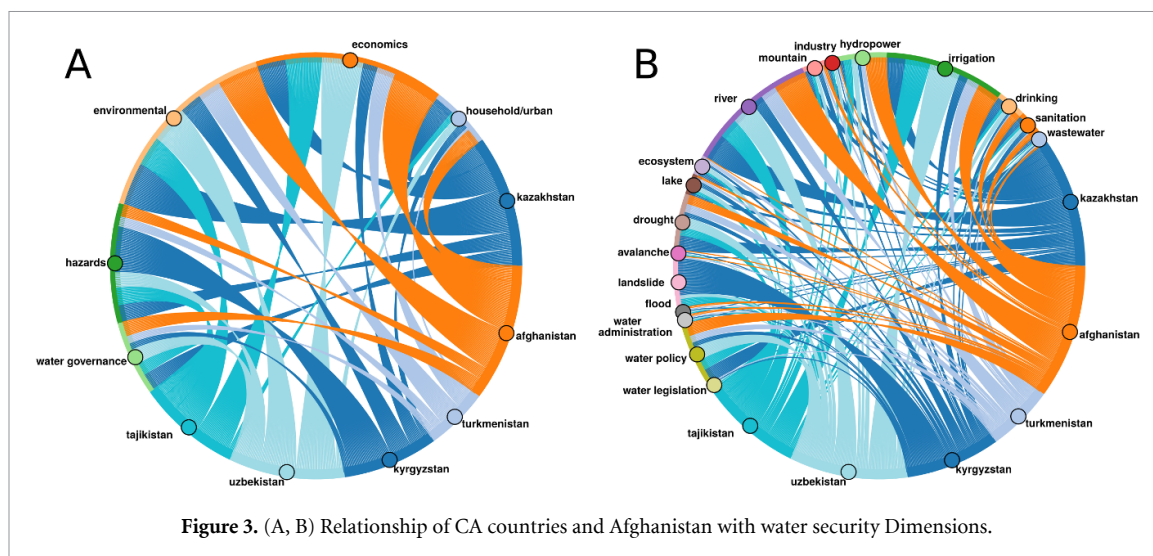 A
economics
environmental
household/urban
kazakhstan
hazards
afghanistan
water governance
turkmenistan
tajikistan
kyrgyzstan
uzbekistan
B
industry
hydropower
mountain
irrigation
river
drinking
sanitation
wastewater
ecosystem
lake
kazakhstan
drought
avalanche
landslide
flood
water
administration
afghanistan
water policy
water legislation
turkmenistan
tajikistan
kyrgyzstan
uzbekistan
Figure 3. (A, B) Relationship of CA countries and Afghanistan with water security Dimensions.